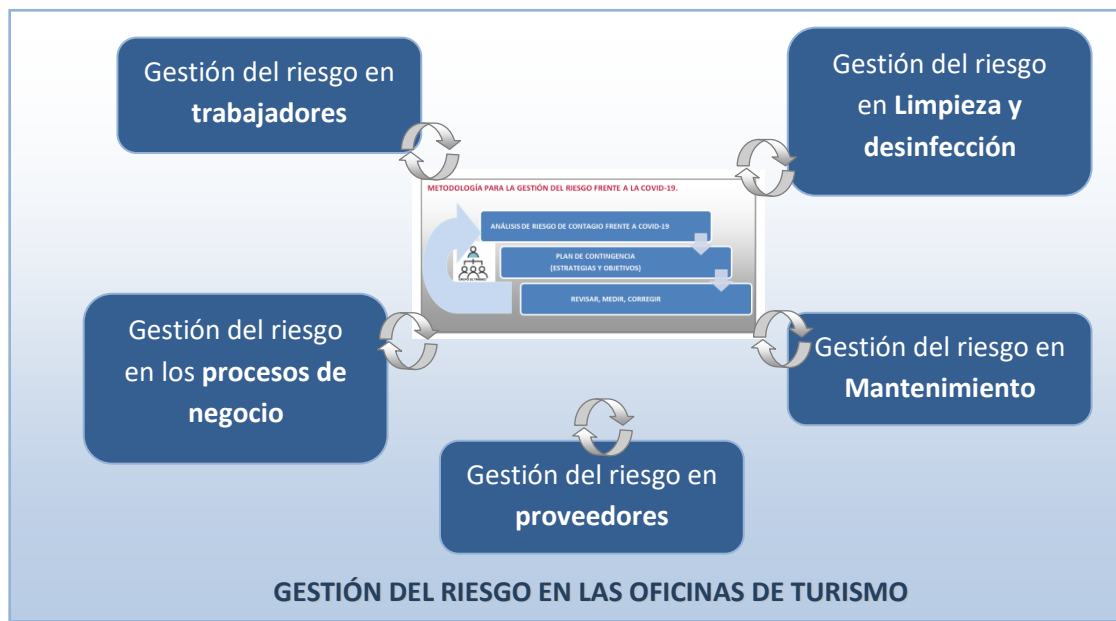 Gestión del riesgo en
trabajadores
Gestión del riesgo
en Limpieza y
desinfección
METODOLOGÍA PARA LA GESTIÓN DEL RIESGO FRENTE A LA COVID-19.
ANÁLISIS DE RIESGO DE CONTAGIO FRENTE A COVID-19
PLAN DE CONTINGENCIA
(ESTRATEGIAS Y OBJETIVOS)
REVISAR, MEDIR, CORREGIR
Gestión del riesgo
en los procesos de
negocio
Gestión del riesgo en
Mantenimiento
Gestión del riesgo en
proveedores
GESTIÓN DEL RIESGO EN LAS OFICINAS DE TURISMO